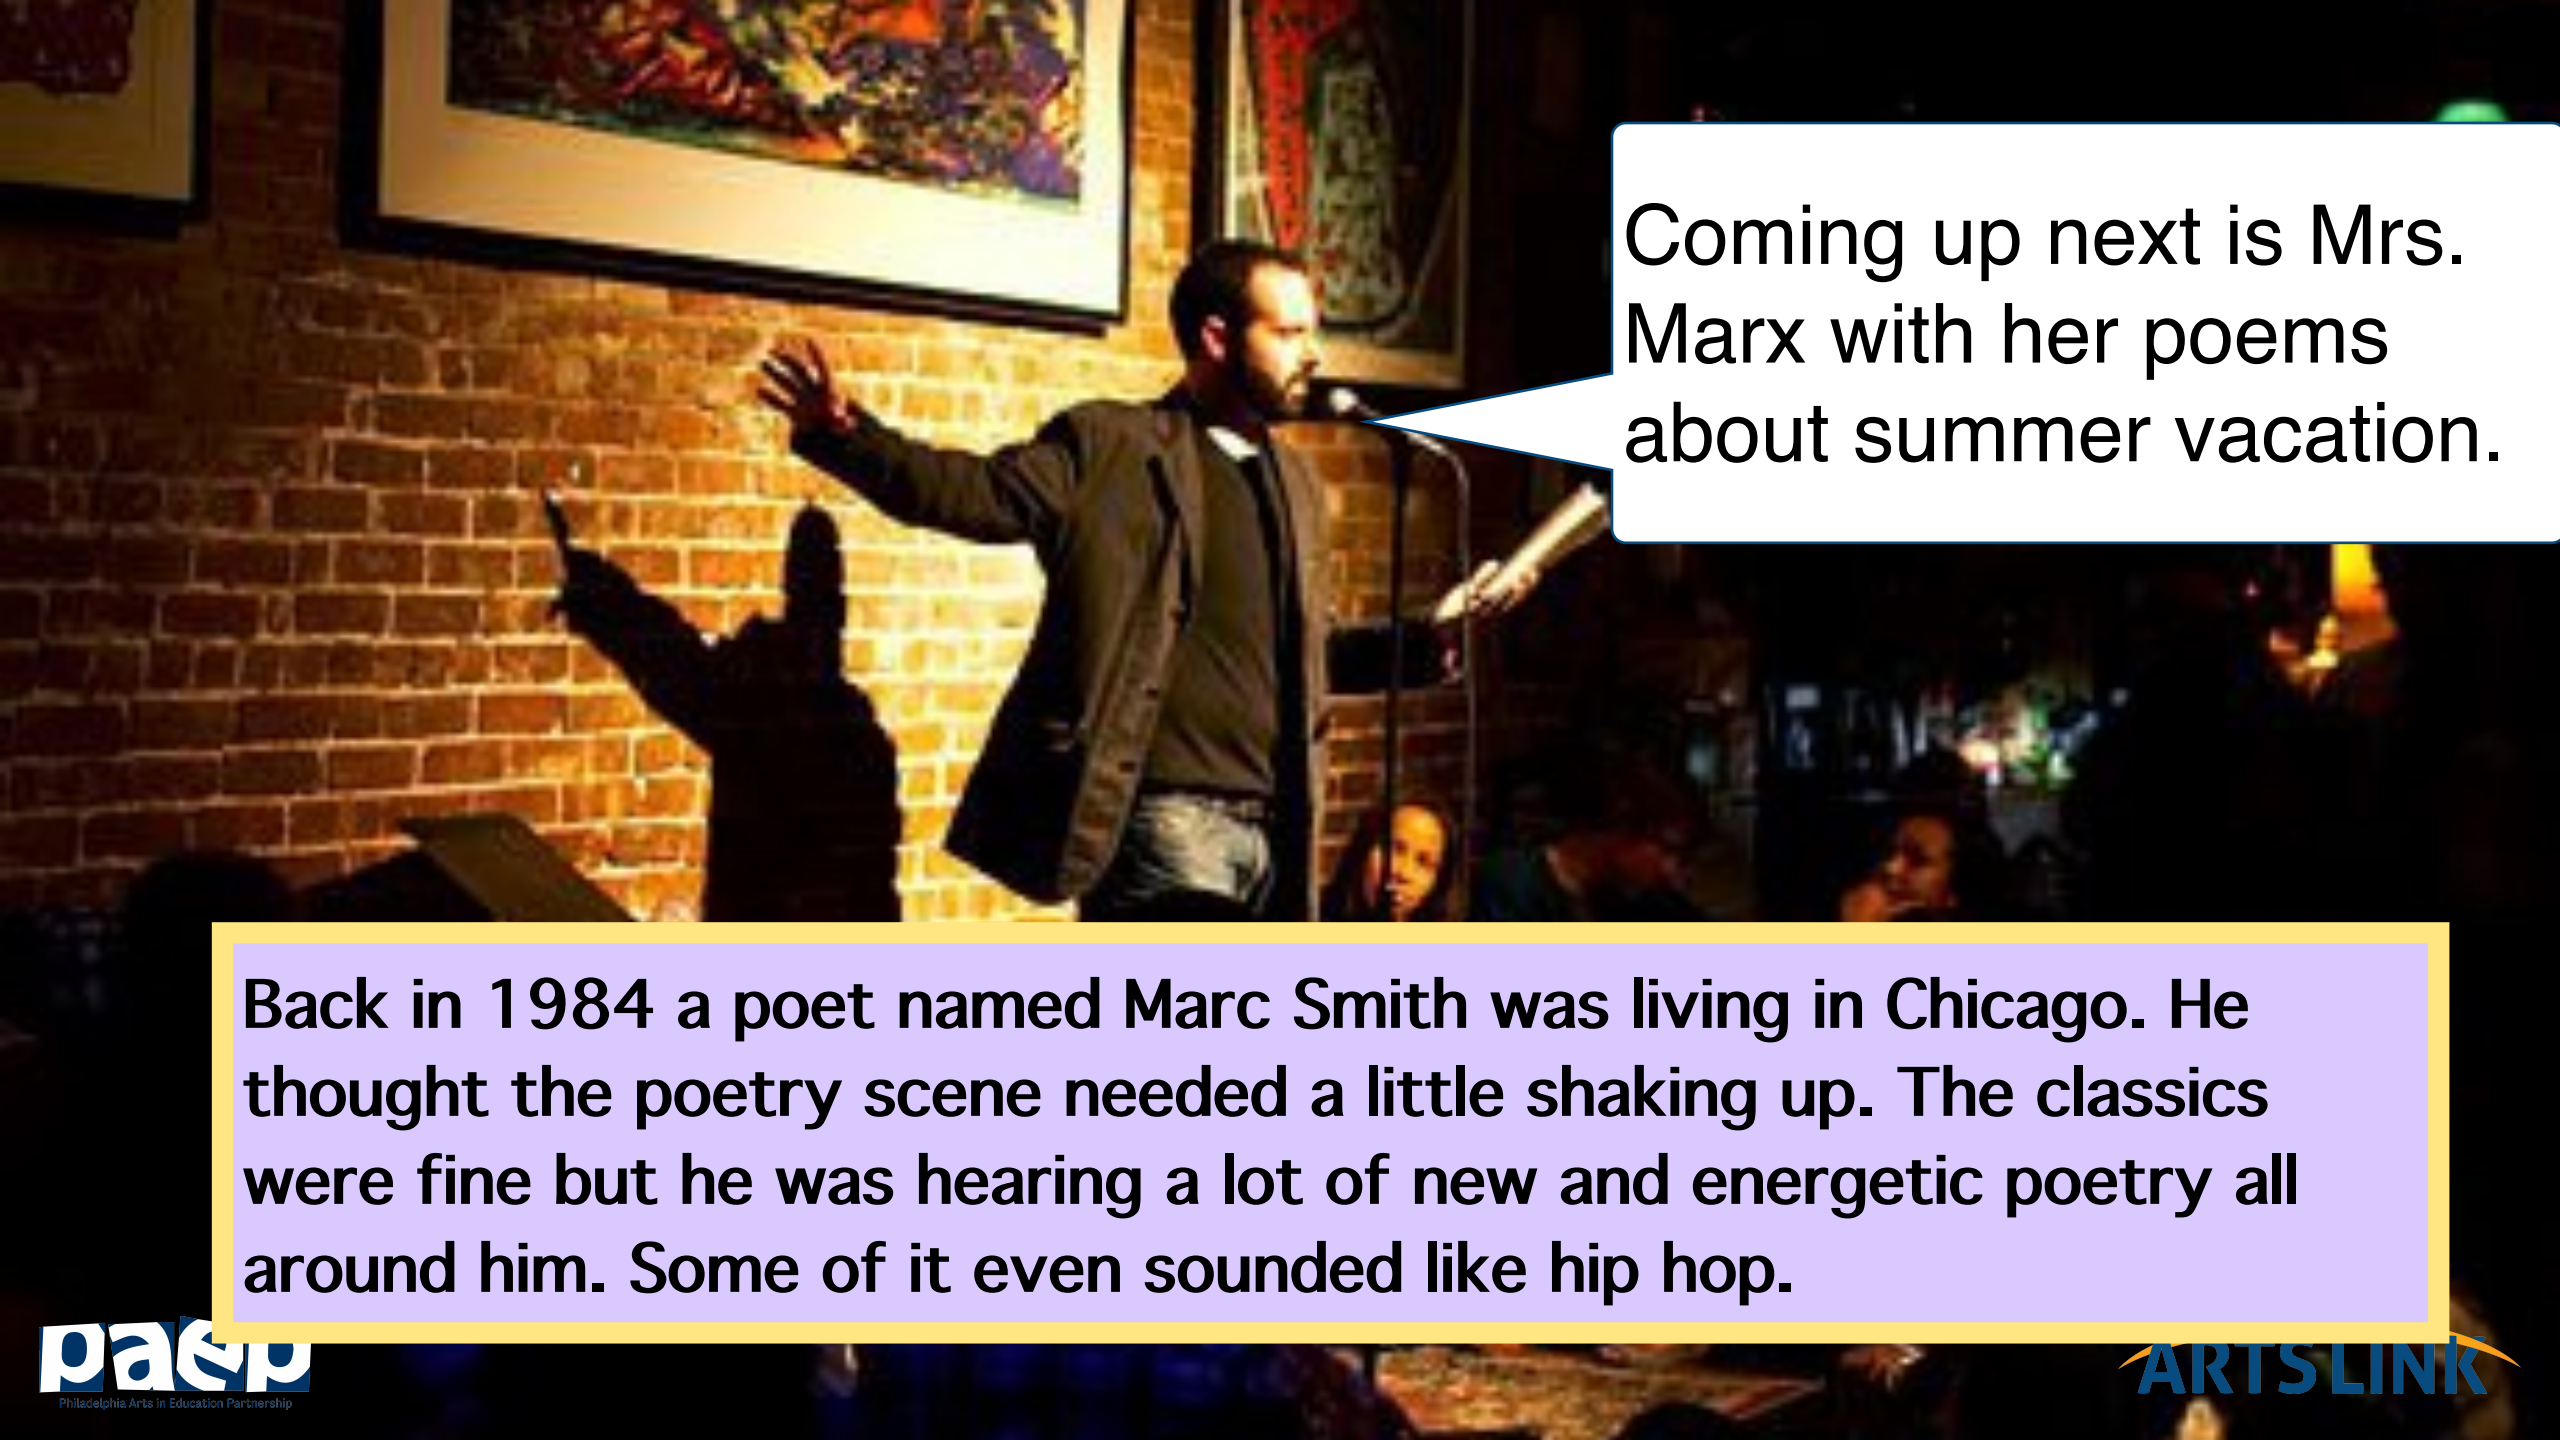 Coming up next is Mrs.
Marx with her poems
about summer vacation.
Back in 1984 a poet named Marc Smith was living in Chicago. He
thought the poetry scene needed a little shaking up. The classics
were fine but he was hearing a lot of new and energetic poetry all
around him. Some of it even sounded like hip hop.
paep
Philadelphia Arts in Education Partnership
ARTS LINK